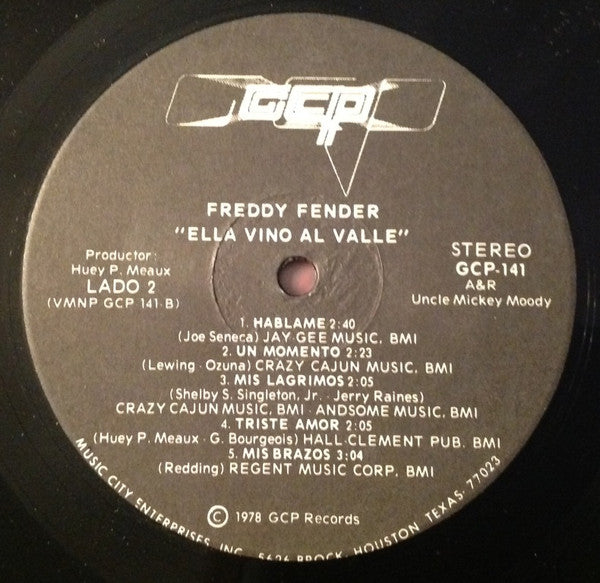 GCP
FREDDY FENDER
"ELLA VINO AL VALLE"
Productor:
Huey P. Meaux
LADO 2
(VMNP GCP 141 B)
STEREO
GCP-141
A&R
Uncle Mickey Moody
1. HABLAME 2:40
(Joe Seneca) JAY GEE MUSIC, BMI
2. UN MOMENTO 2:23
(Lewing · Ozuna) CRAZY CAJUN MUSIC, BMI
3. MIS LAGRIMOS 2:05
(Shelby S. Singleton, Jr. · Jerry Raines)
CRAZY CAJUN MUSIC, BMI · ANDSOME MUSIC, BMI
4. TRISTE AMOR 2:05
(Huey P. Meaux · G. Bourgeois) HALL-CLEMENT PUB. BMI
5. MIS BRAZOS 3:04
(Redding) REGENT MUSIC CORP. BMI
© 1978 GCP Records
MUSIC CITY ENTERPRISES, INC. 5626 BROCK, HOUSTON, TEXAS 77023